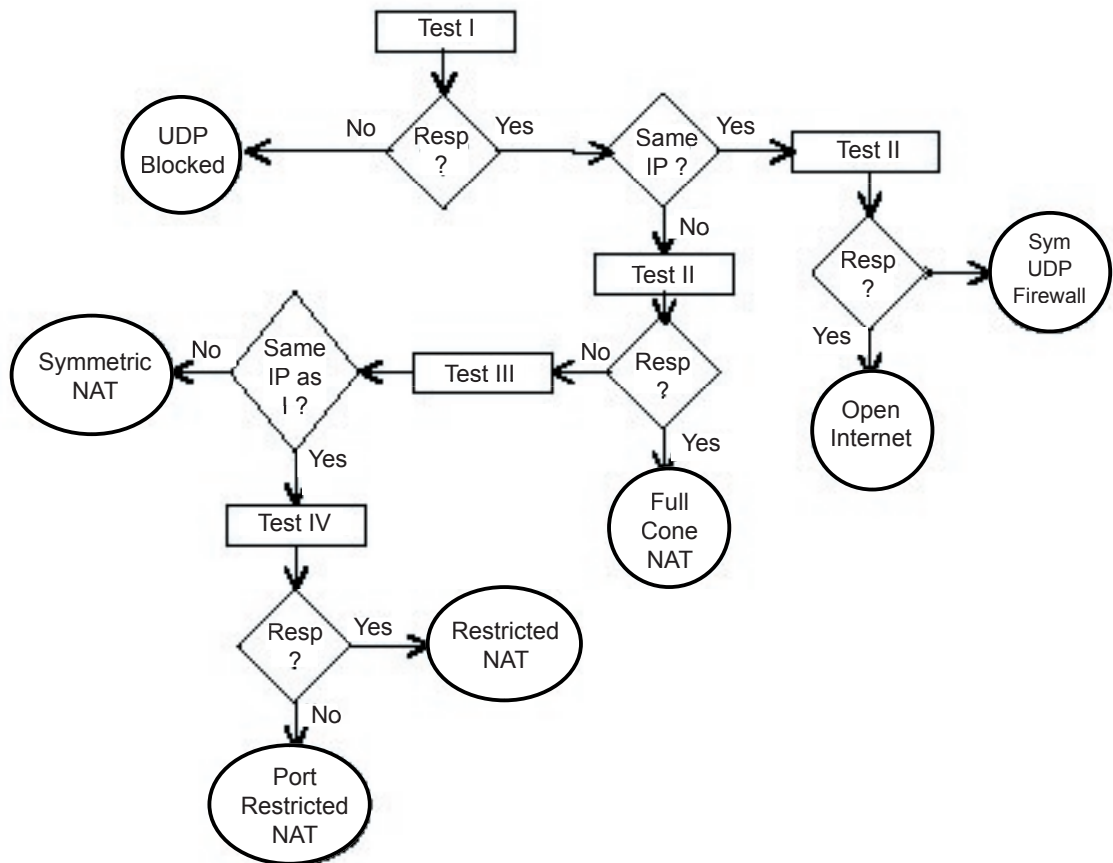 Test I
No
Yes
Yes
UDP
Blocked
Resp
?
Same
IP ?
Test II
No
Test II
Resp
?
Sym
UDP
Firewall
Yes
Symmetric
NAT
No
Same
IP as
I ?
Test III
No
Resp
?
Open
Internet
Yes
Yes
Test IV
Full
Cone
NAT
Resp
?
Yes
Restricted
NAT
No
Port
Restricted
NAT